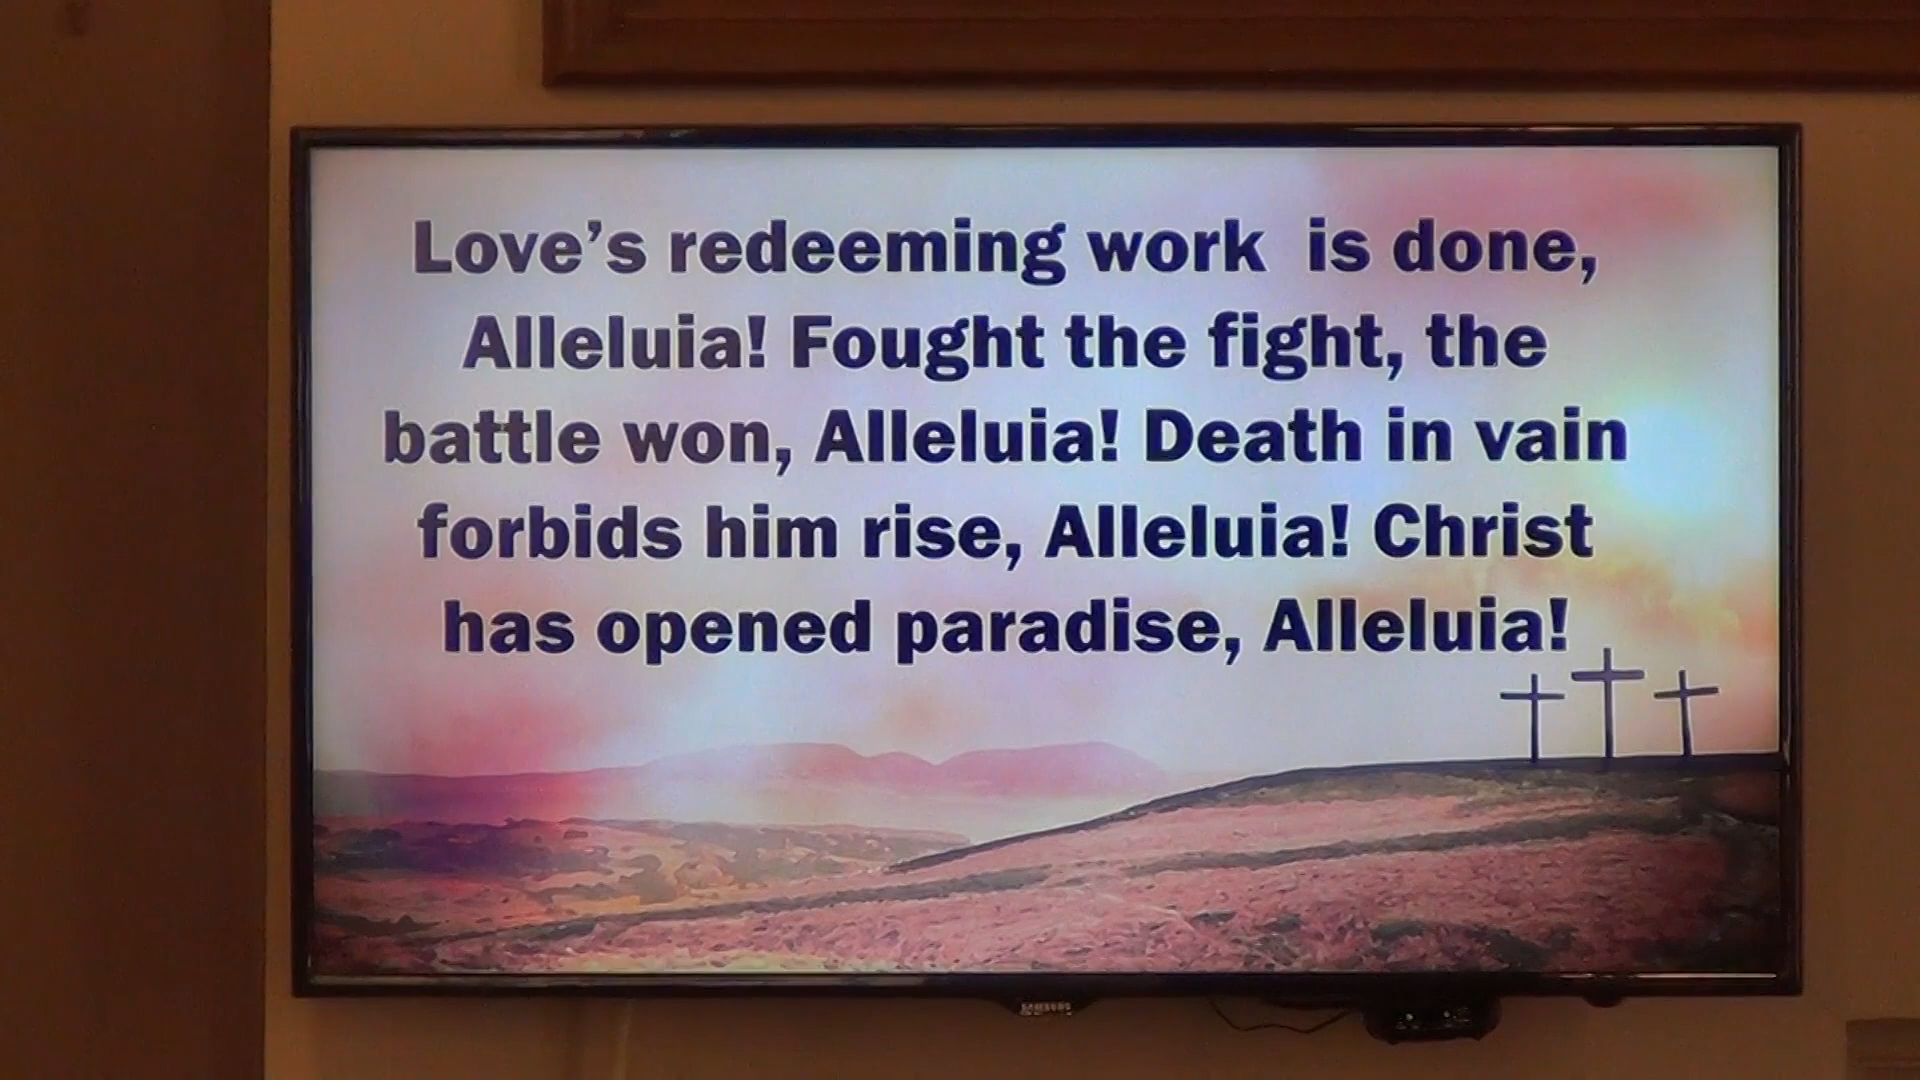 Love’s redeeming work  is done,
Alleluia! Fought the fight, the
battle won, Alleluia! Death in vain
forbids him rise, Alleluia! Christ
has opened paradise, Alleluia!
SAMSUNG